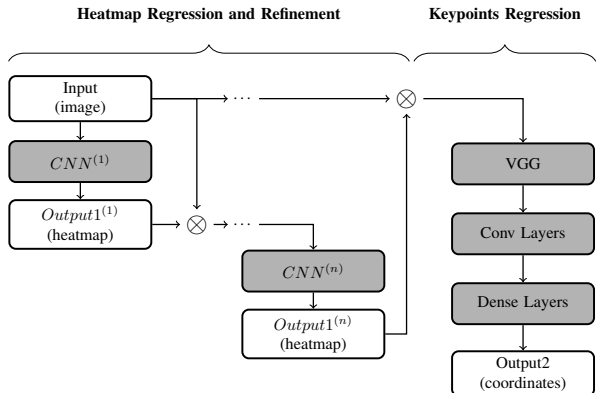 Heatmap Regression and Refinement
Keypoints Regression
Input
(image)
...
⊗
CNN^(1)
VGG
Output1^(1)
(heatmap)
⊗
...
Conv Layers
CNN^(n)
Dense Layers
Output1^(n)
(heatmap)
Output2
(coordinates)